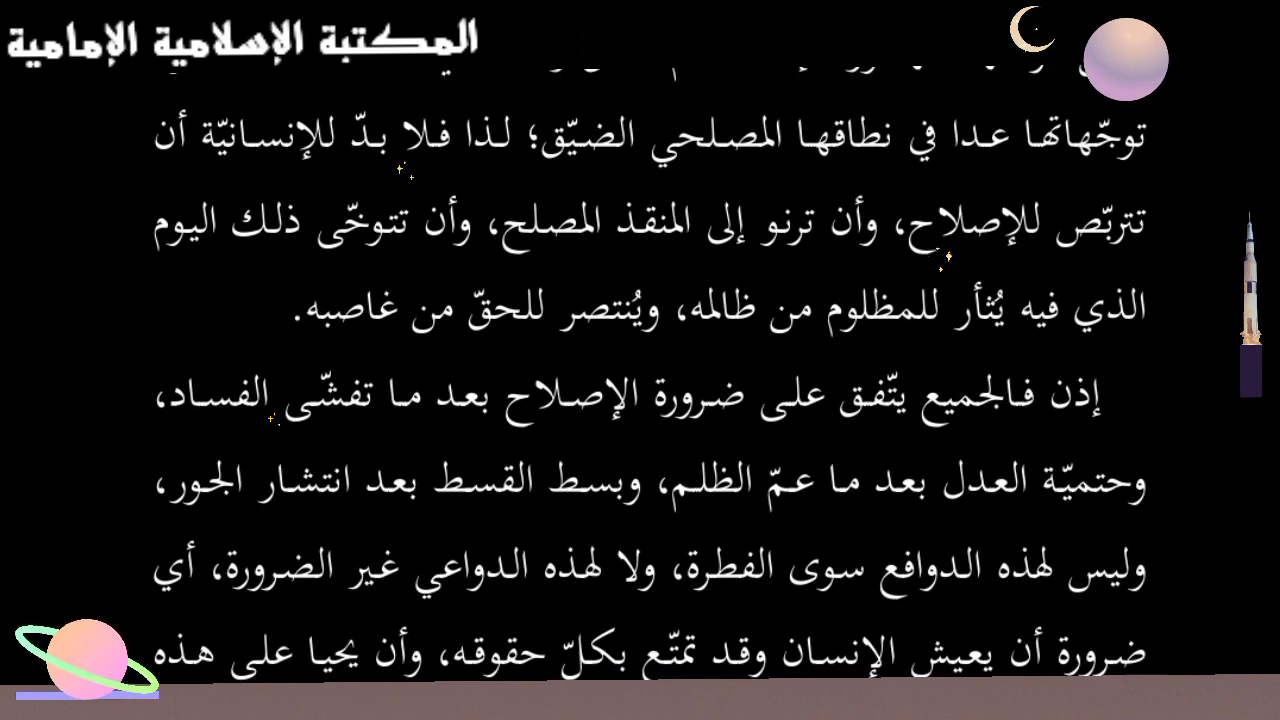 المكتبة الإسلامية الإمامية
توجّهاتها عدا في نطاقها المصلحي الضيّق؛ لذا فلا بدّ للإنسانيّة أن
تتربّص للإصلاح، وأن ترنو إلى المنقذ المصلح، وأن تتوخّى ذلك اليوم
الذي فيه يُثأر للمظلوم من ظالمه، ويُنتصر للحقّ من غاصبه.
إذن فالجميع يتّفق على ضرورة الإصلاح بعد ما تفشّى الفساد،
وحتميّة العدل بعد ما عمّ الظلم، وبسط القسط بعد انتشار الجور،
وليس لهذه الدوافع سوى الفطرة، ولا لهذه الدواعي غير الضرورة، أي
ضرورة أن يعيش الإنسان وقد تمتّع بكلّ حقوقه، وأن يحيا على هذه